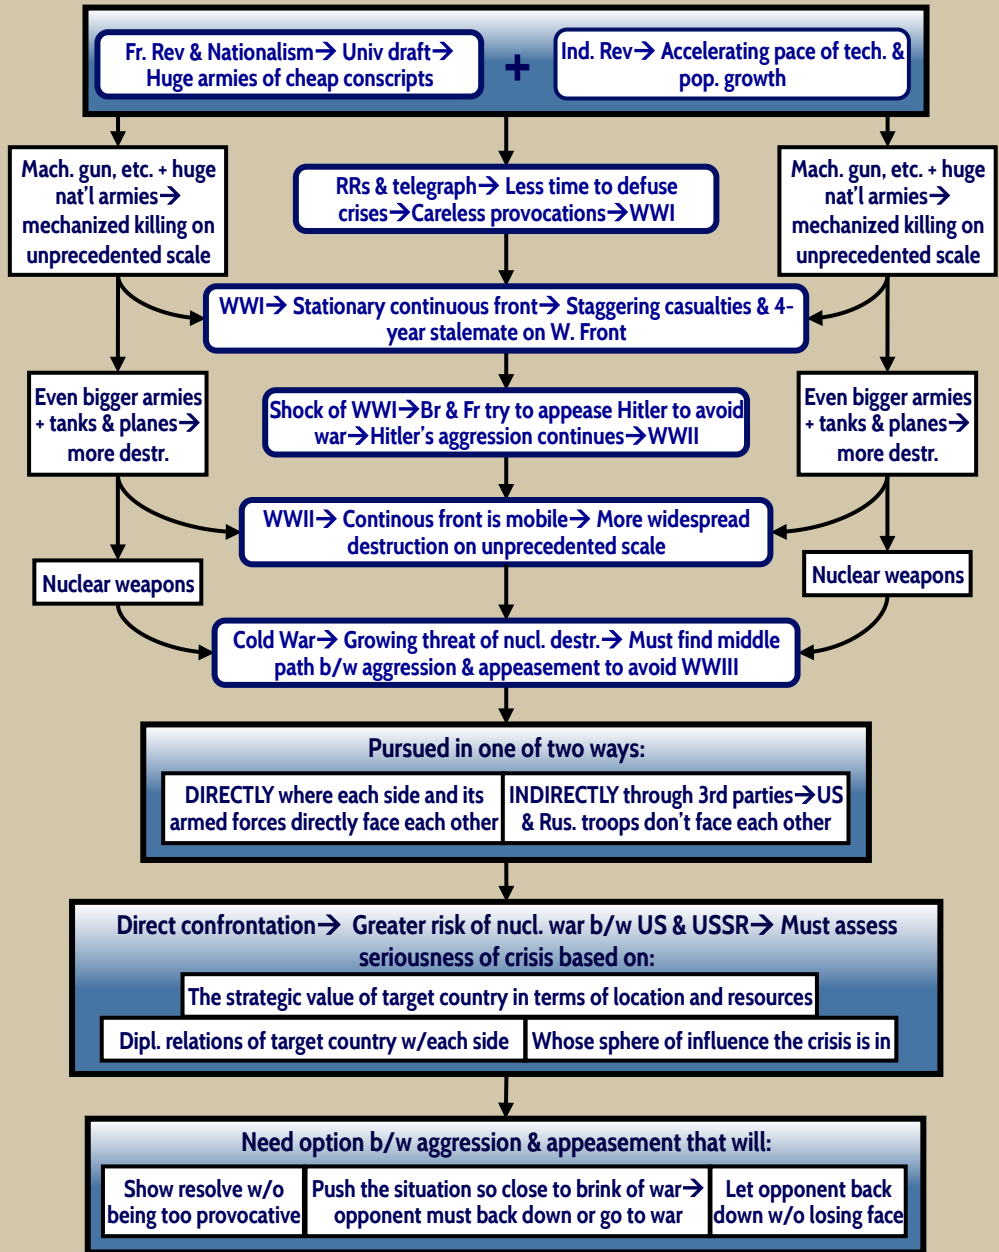 Fr. Rev & Nationalism→ Univ draft→
Huge armies of cheap conscripts
+
Ind. Rev→ Accelerating pace of tech. &
pop. growth
Mach. gun, etc. + huge
nat'l armies→
mechanized killing on
unprecedented scale
RRs & telegraph→ Less time to defuse
crises→Careless provocations→WWI
Mach. gun, etc. + huge
nat'l armies→
mechanized killing on
unprecedented scale
WWI→ Stationary continuous front→ Staggering casualties & 4-
year stalemate on W. Front
Even bigger armies
+ tanks & planes→
more destr.
Shock of WWI→Br & Fr try to appease Hitler to avoid
war→Hitler's aggression continues→WWII
Even bigger armies
+ tanks & planes→
more destr.
WWII→ Continous front is mobile→ More widespread
destruction on unprecedented scale
Nuclear weapons
Nuclear weapons
Cold War→ Growing threat of nucl. destr.→ Must find middle
path b/w aggression & appeasement to avoid WWIII
Pursued in one of two ways:
DIRECTLY where each side and its
armed forces directly face each other
INDIRECTLY through 3rd parties→US
& Rus. troops don't face each other
Direct confrontation→ Greater risk of nucl. war b/w US & USSR→ Must assess
seriousness of crisis based on:
The strategic value of target country in terms of location and resources
Dipl. relations of target country w/each side
Whose sphere of influence the crisis is in
Need option b/w aggression & appeasement that will:
Show resolve w/o
being too provocative
Push the situation so close to brink of war→
opponent must back down or go to war
Let opponent back
down w/o losing face